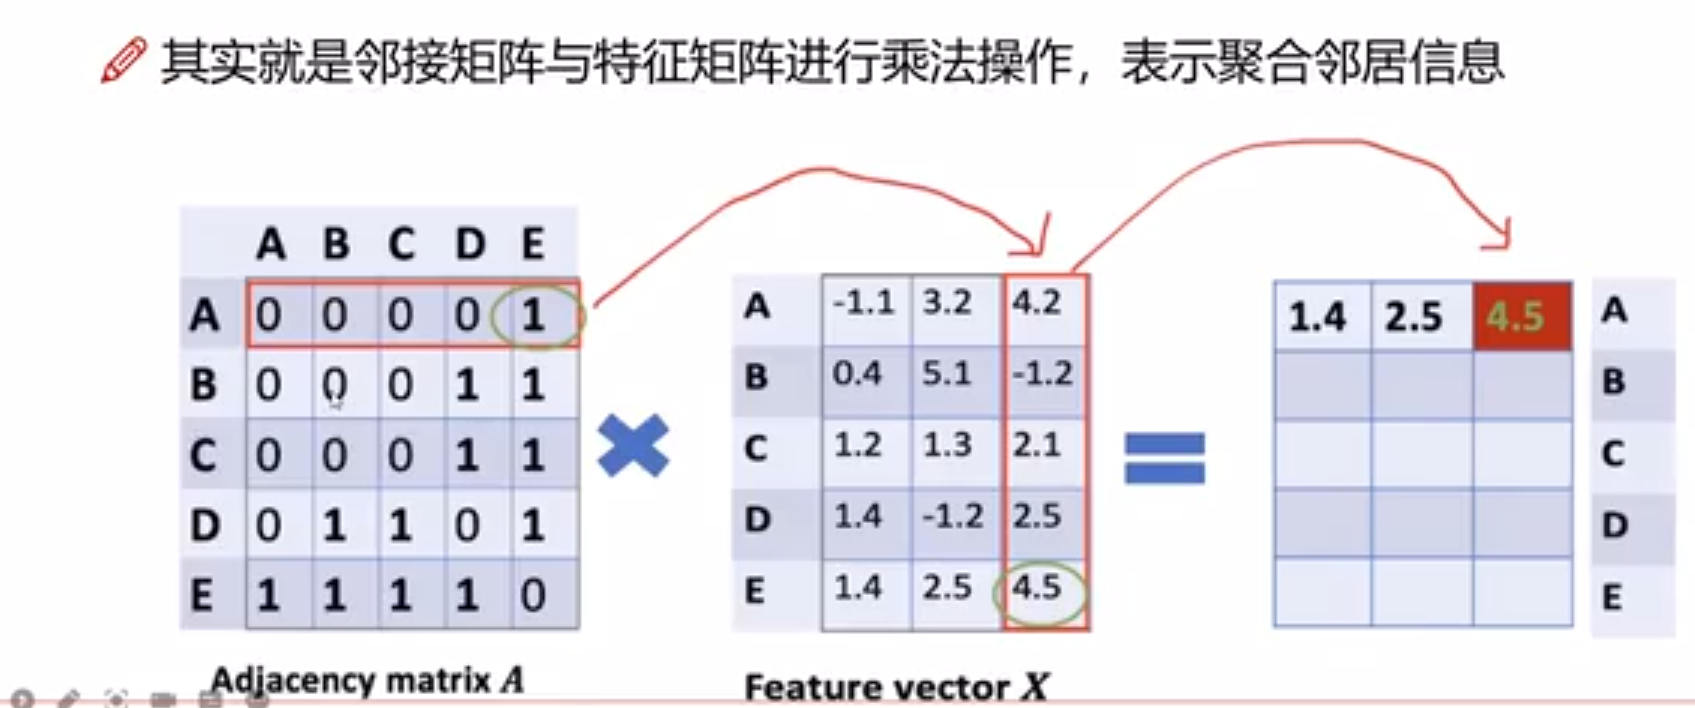 其实就是邻接矩阵与特征矩阵进行乘法操作，表示聚合邻居信息
A B C D E
A 0 0 0 0 1
B 0 0 0 1 1
C 0 0 0 1 1
D 0 1 1 0 1
E 1 1 1 1 0
Adjacency matrix A
A -1.1 3.2 4.2
B 0.4 5.1 -1.2
C 1.2 1.3 2.1
D 1.4 -1.2 2.5
E 1.4 2.5 4.5
Feature vector X
1.4 2.5 4.5 A
B
C
D
E